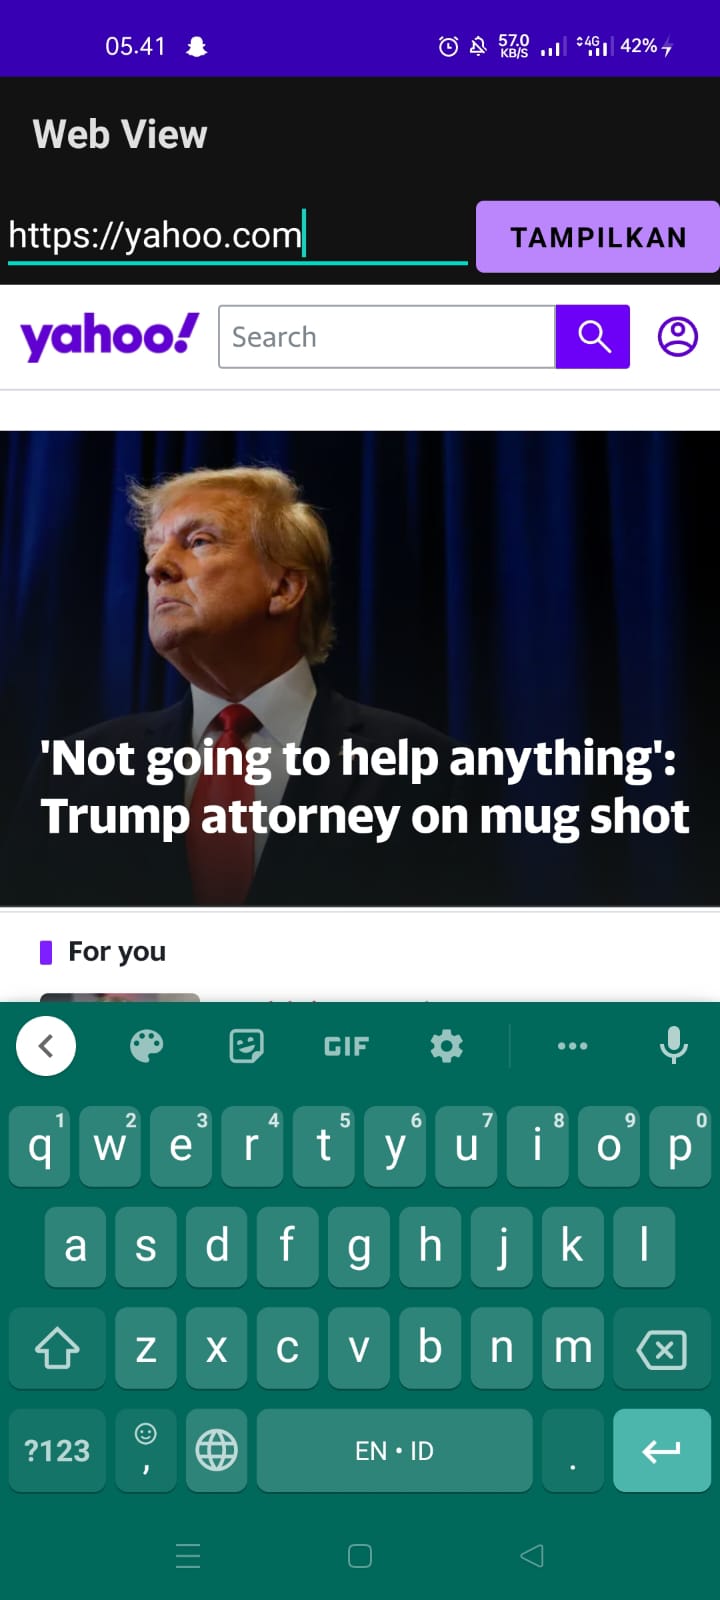 05.41 57.0 KB/S 4G 42%
Web View
https://yahoo.com TAMPILKAN
yahoo! Search
'Not going to help anything':
Trump attorney on mug shot
For you
GIF
1 2 3 4 5 6 7 8 9 0
q w e r t y u i o p
a s d f g h j k l
z x c v b n m
?123 , EN • ID .